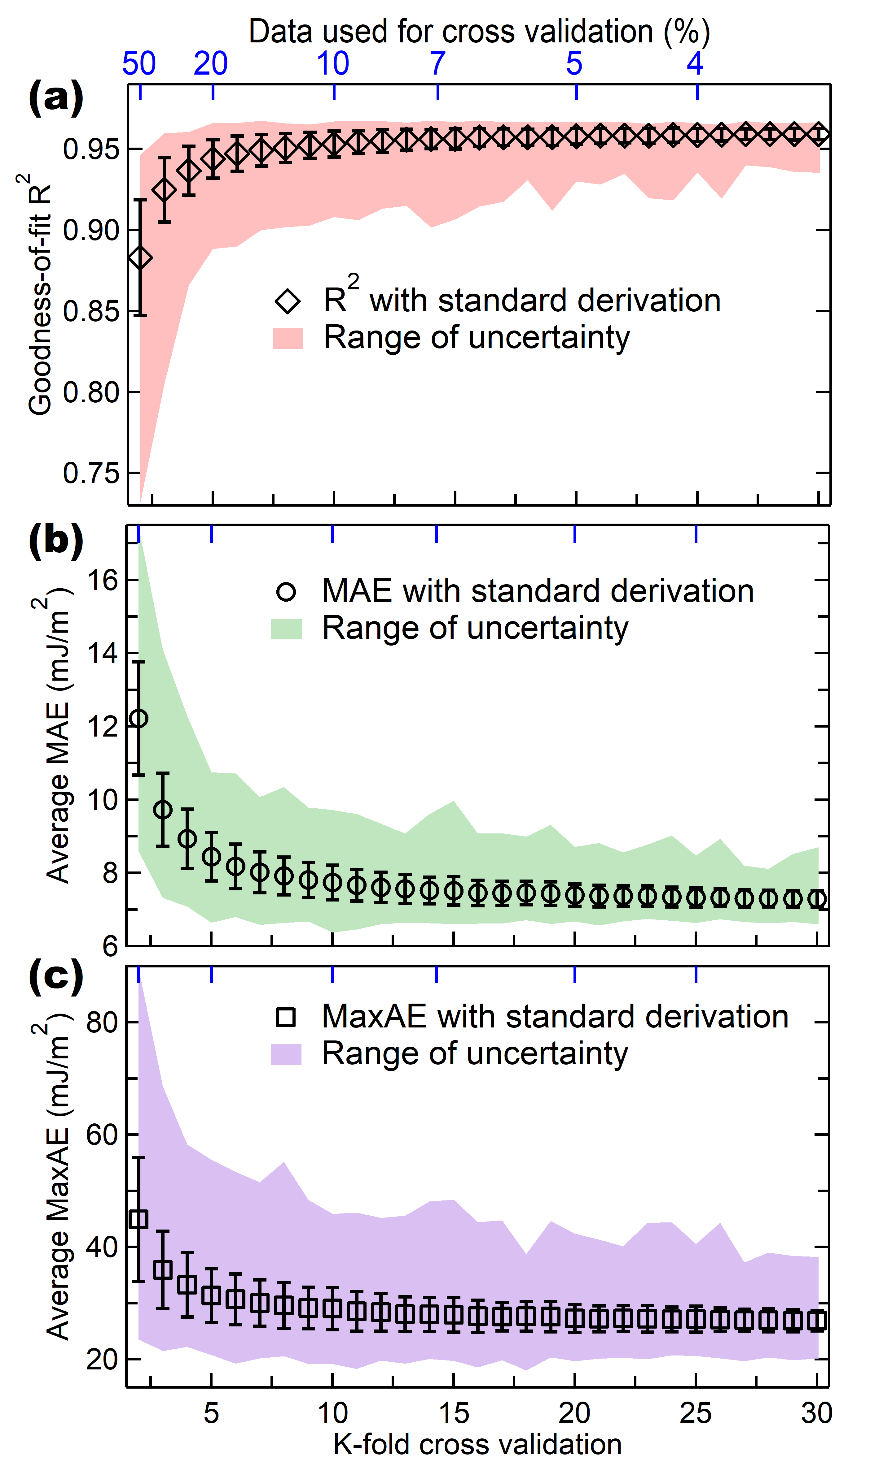 Data used for cross validation (%)
50 20 10 7 5 4
(a)
Goodness-of-fit R²
0.95
0.90
0.85
0.80
0.75
R² with standard derivation
Range of uncertainty
(b)
Average MAE (mJ/m²)
16
14
12
10
8
6
MAE with standard derivation
Range of uncertainty
(c)
Average MaxAE (mJ/m²)
80
60
40
20
MaxAE with standard derivation
Range of uncertainty
5 10 15 20 25 30
K-fold cross validation